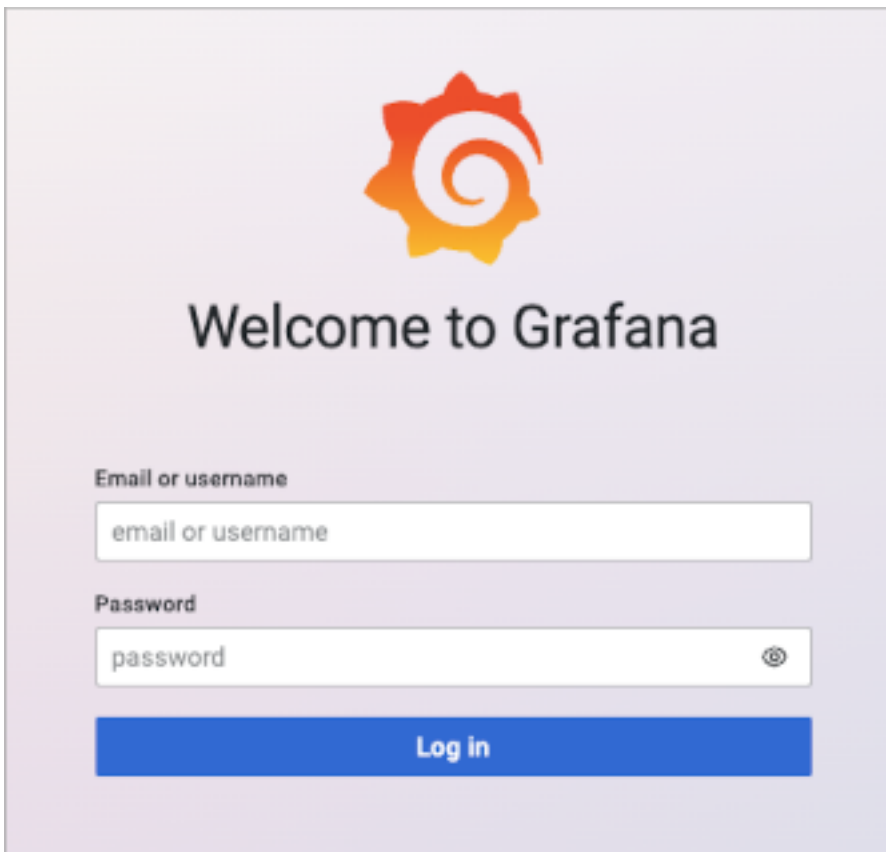 Welcome to Grafana
Email or username
email or username
Password
password
Log in